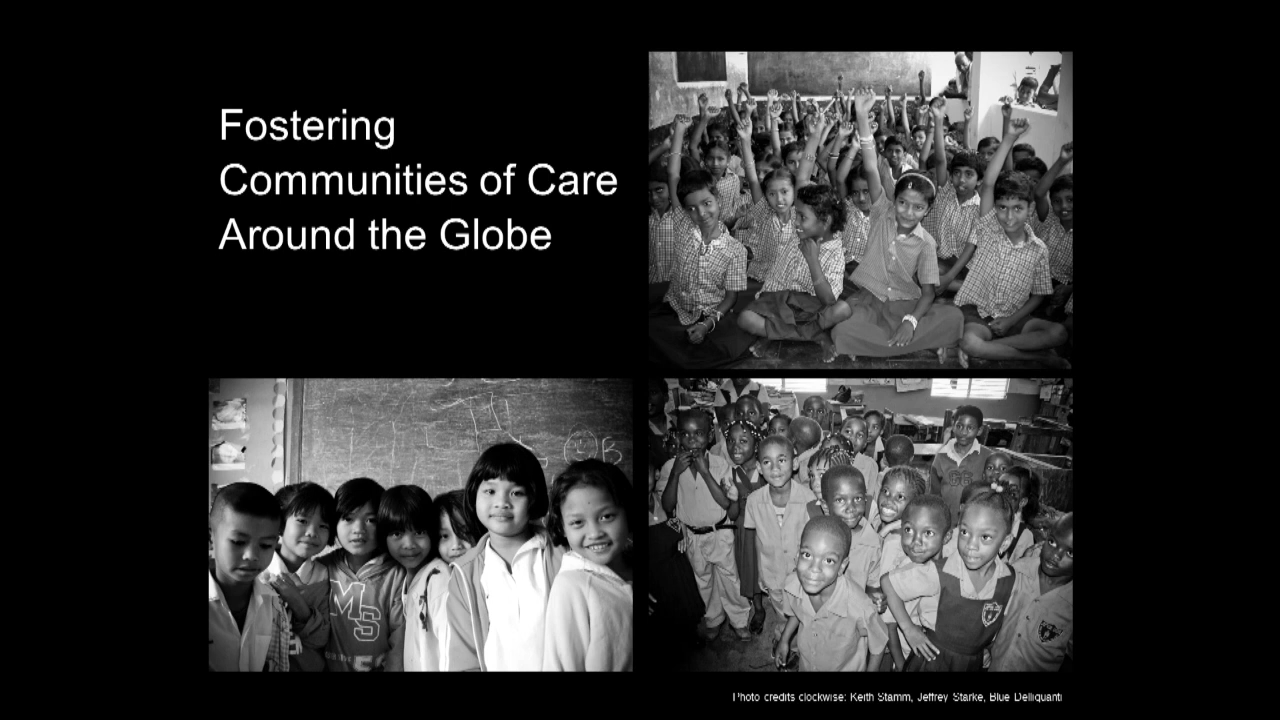 Fostering
Communities of Care
Around the Globe
MS
B
Photo credits clockwise: Keith Stamm, Jeffrey Starke, Blue Delliquanti